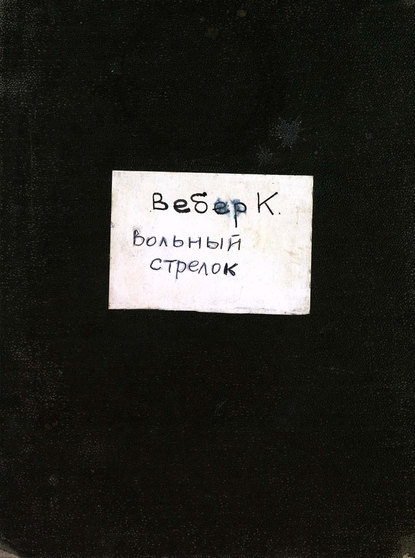 Вебер К.
Вольный
стрелок